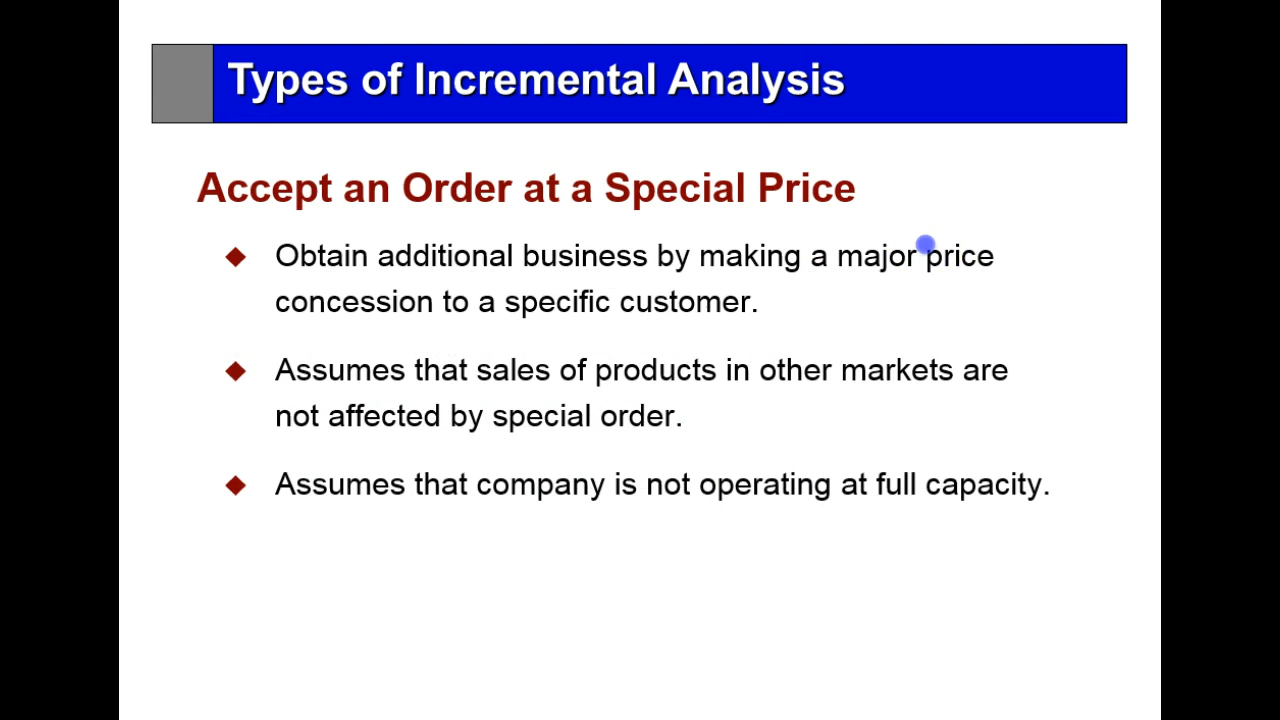 Types of Incremental Analysis
Accept an Order at a Special Price
Obtain additional business by making a major price
concession to a specific customer.
Assumes that sales of products in other markets are
not affected by special order.
Assumes that company is not operating at full capacity.